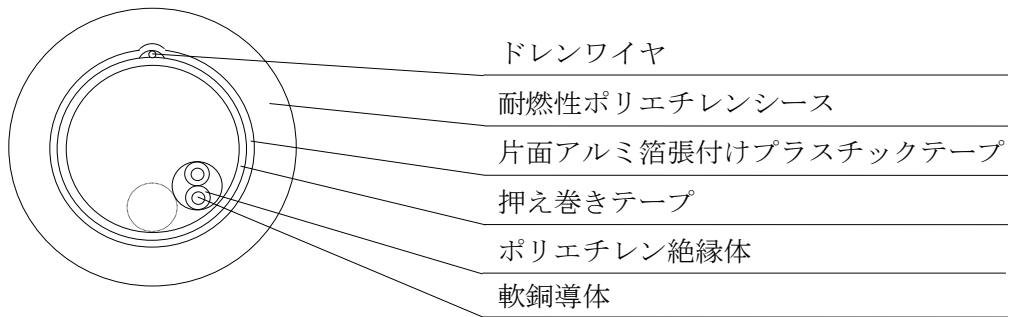 ドレンワイヤ
耐燃性ポリエチレンシース
片面アルミ箔張付けプラスチックテープ
押え巻きテープ
ポリエチレン絶縁体
軟銅導体